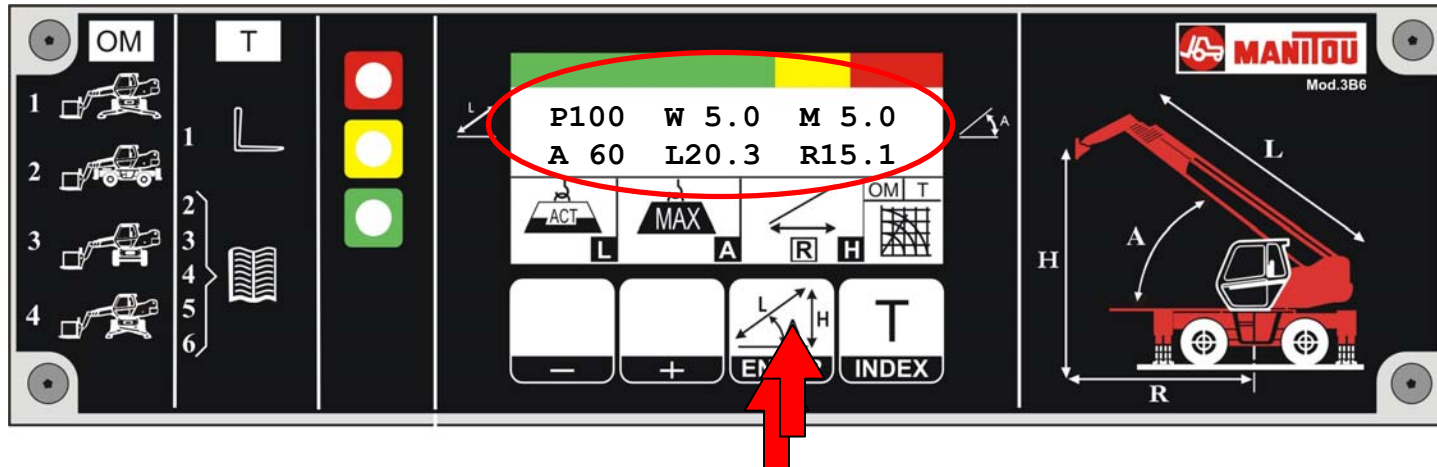 OM
1
2
3
4
T
1
2
3
4
5
6
L
P100 W 5.0 M 5.0
A 60 L20.3 R15.1
A
ACT
L
MAX
A
R H
OM T
−
+
L H
INDEX
T
MANITOU
Mod.3B6
L
A
H
R